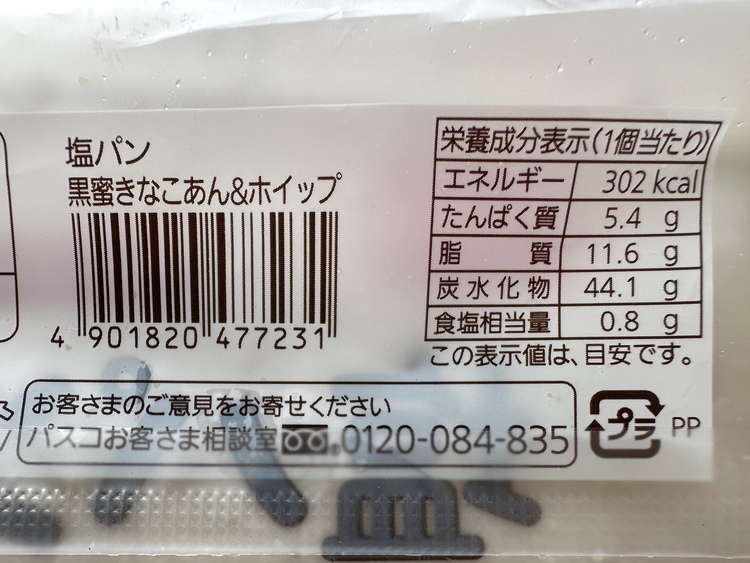 塩パン
黒蜜きなこあん&ホイップ
4 901820 477231
栄養成分表示(1個当たり)
エネルギー 302 kcal
たんぱく質 5.4 g
脂 質 11.6 g
炭水化物 44.1 g
食塩相当量 0.8 g
この表示値は、目安です。
お客さまのご意見をお寄せください
パスコお客さま相談室 0120-084-835
プラ PP